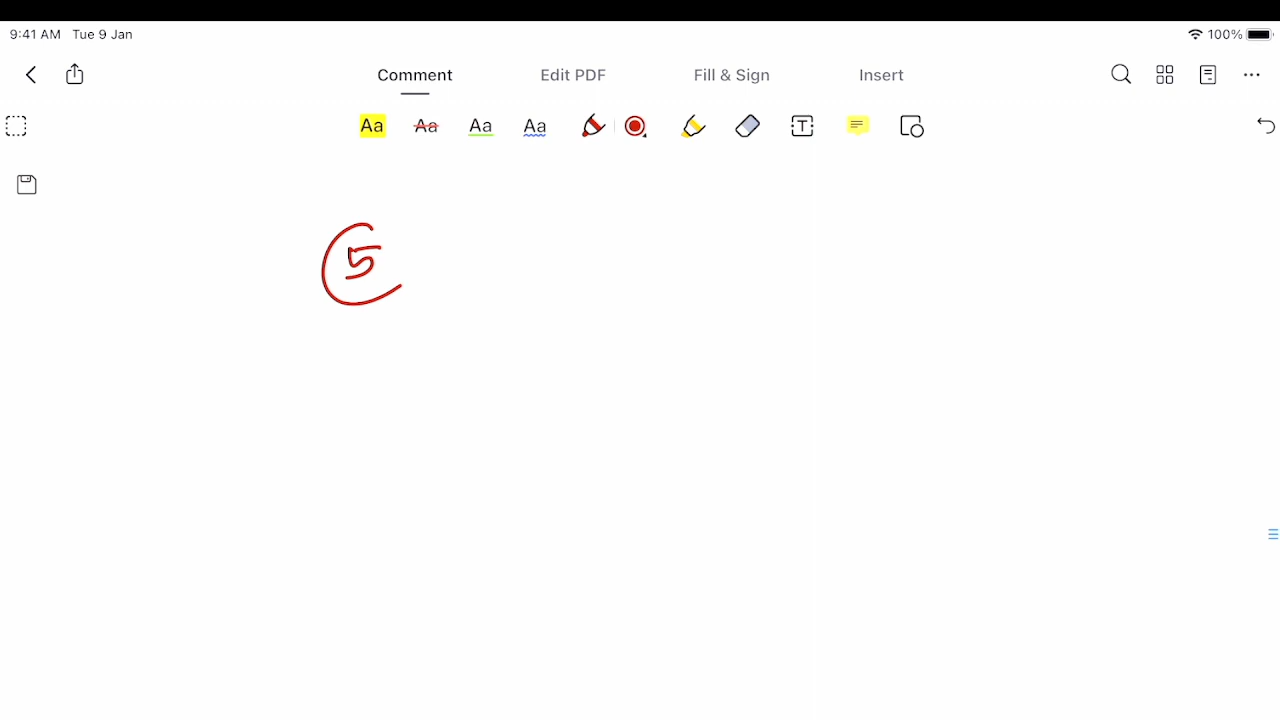 9:41 AM Tue 9 Jan 100%
Comment Edit PDF Fill & Sign Insert
Aa Aa Aa Aa T
5